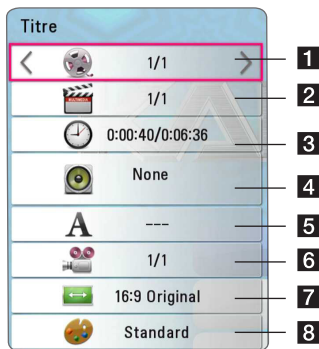 Titre
1/1 1
1/1 2
0:00:40/0:06:36 3
None 4
A --- 5
1/1 6
16:9 Original 7
Standard 8